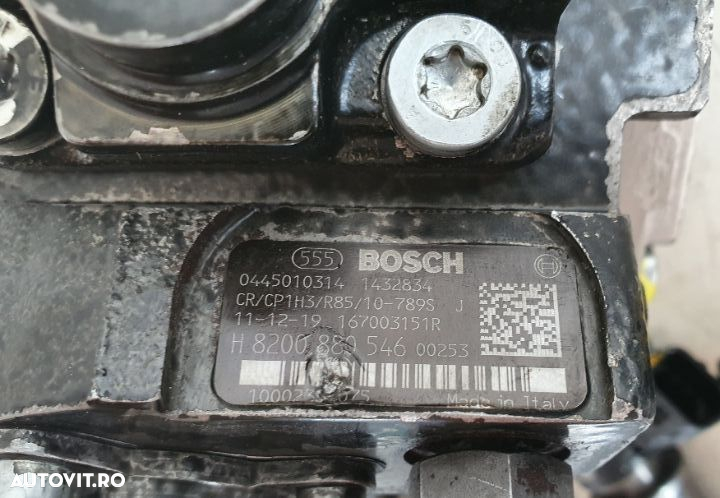 555 BOSCH
0445010314 1432834
CR/CP1H3/R85/10-789S J
11-12-19 167003151R
H 8200 880 546 00253
Made in Italy
AUTOVIT.RO